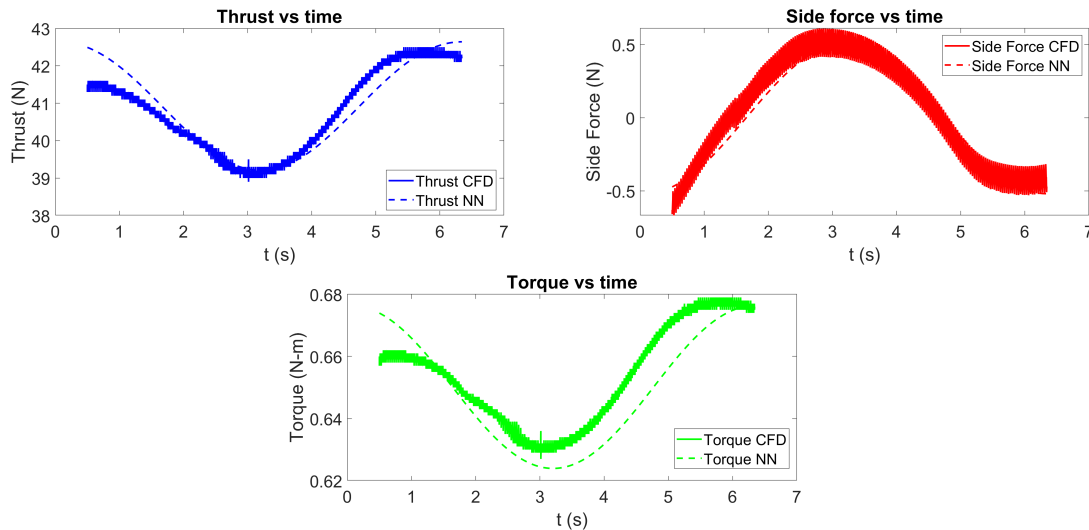 Thrust vs time
43
42
41
40
39
38
Thrust (N)
Thrust CFD
Thrust NN
0 1 2 3 4 5 6 7
t (s)
Side force vs time
0.5
0
-0.5
Side Force (N)
Side Force CFD
Side Force NN
0 1 2 3 4 5 6 7
t (s)
Torque vs time
0.68
0.66
0.64
0.62
Torque (N-m)
Torque CFD
Torque NN
0 1 2 3 4 5 6 7
t (s)